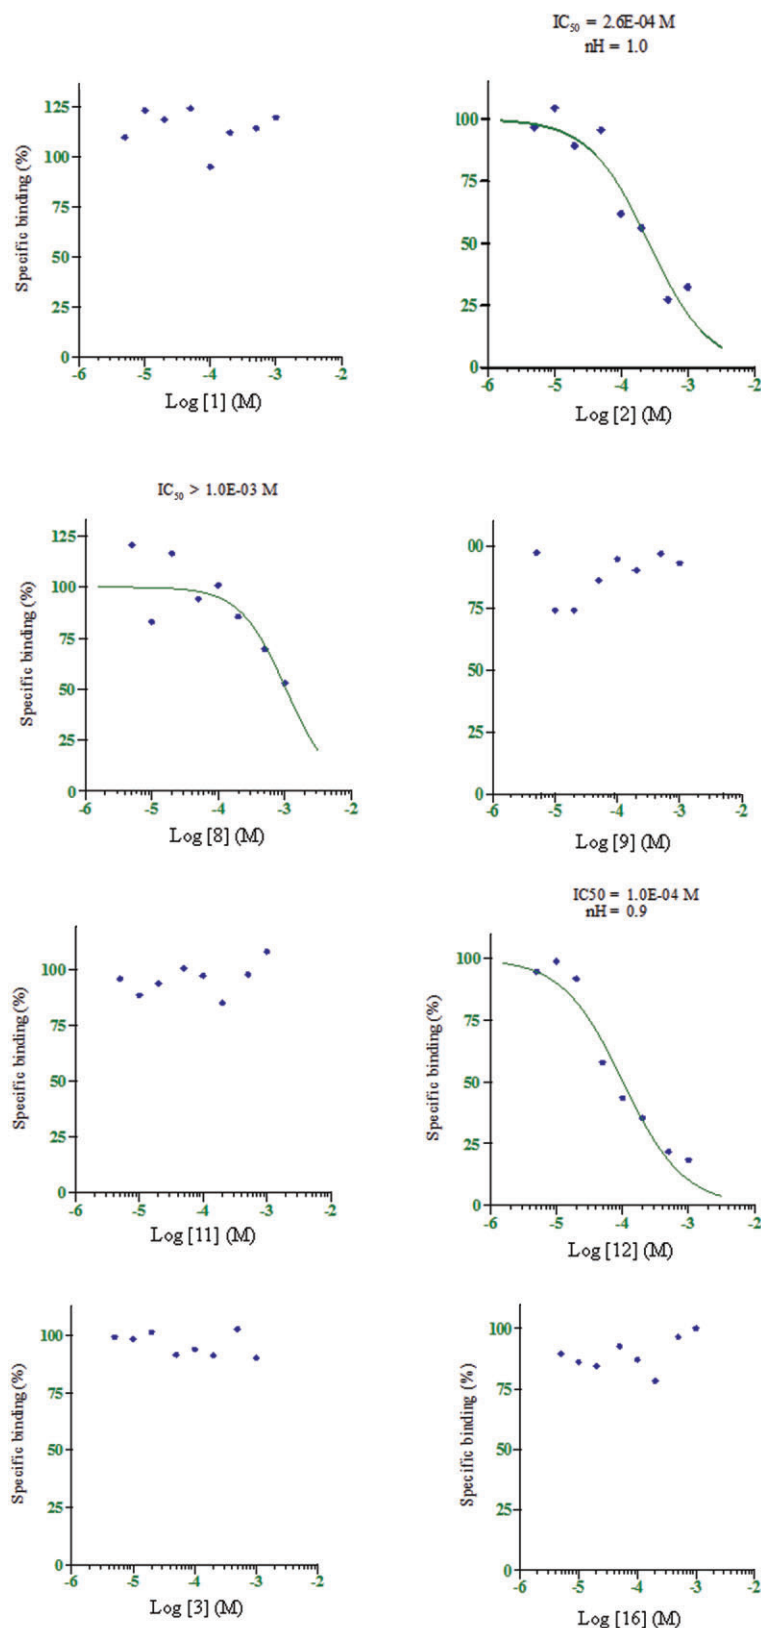 IC50 = 2.6E-04 M
nH = 1.0
Specific binding (%)
125
100
75
50
25
0
-6 -5 -4 -3 -2
Log [1] (M)
00
75
50
25
0
-6 -5 -4 -3 -2
Log [2] (M)
IC50 > 1.0E-03 M
Specific binding (%)
125
100
75
50
25
0
-6 -5 -4 -3 -2
Log [8] (M)
00
75
50
25
0
-6 -5 -4 -3 -2
Log [9] (M)
Specific binding (%)
100
75
50
25
0
-6 -5 -4 -3 -2
Log [11] (M)
IC50 = 1.0E-04 M
nH = 0.9
Specific binding (%)
100
75
50
25
0
-6 -5 -4 -3 -2
Log [12] (M)
Specific binding (%)
100
75
50
25
0
-6 -5 -4 -3 -2
Log [3] (M)
Specific binding (%)
100
75
50
25
0
-6 -5 -4 -3 -2
Log [16] (M)